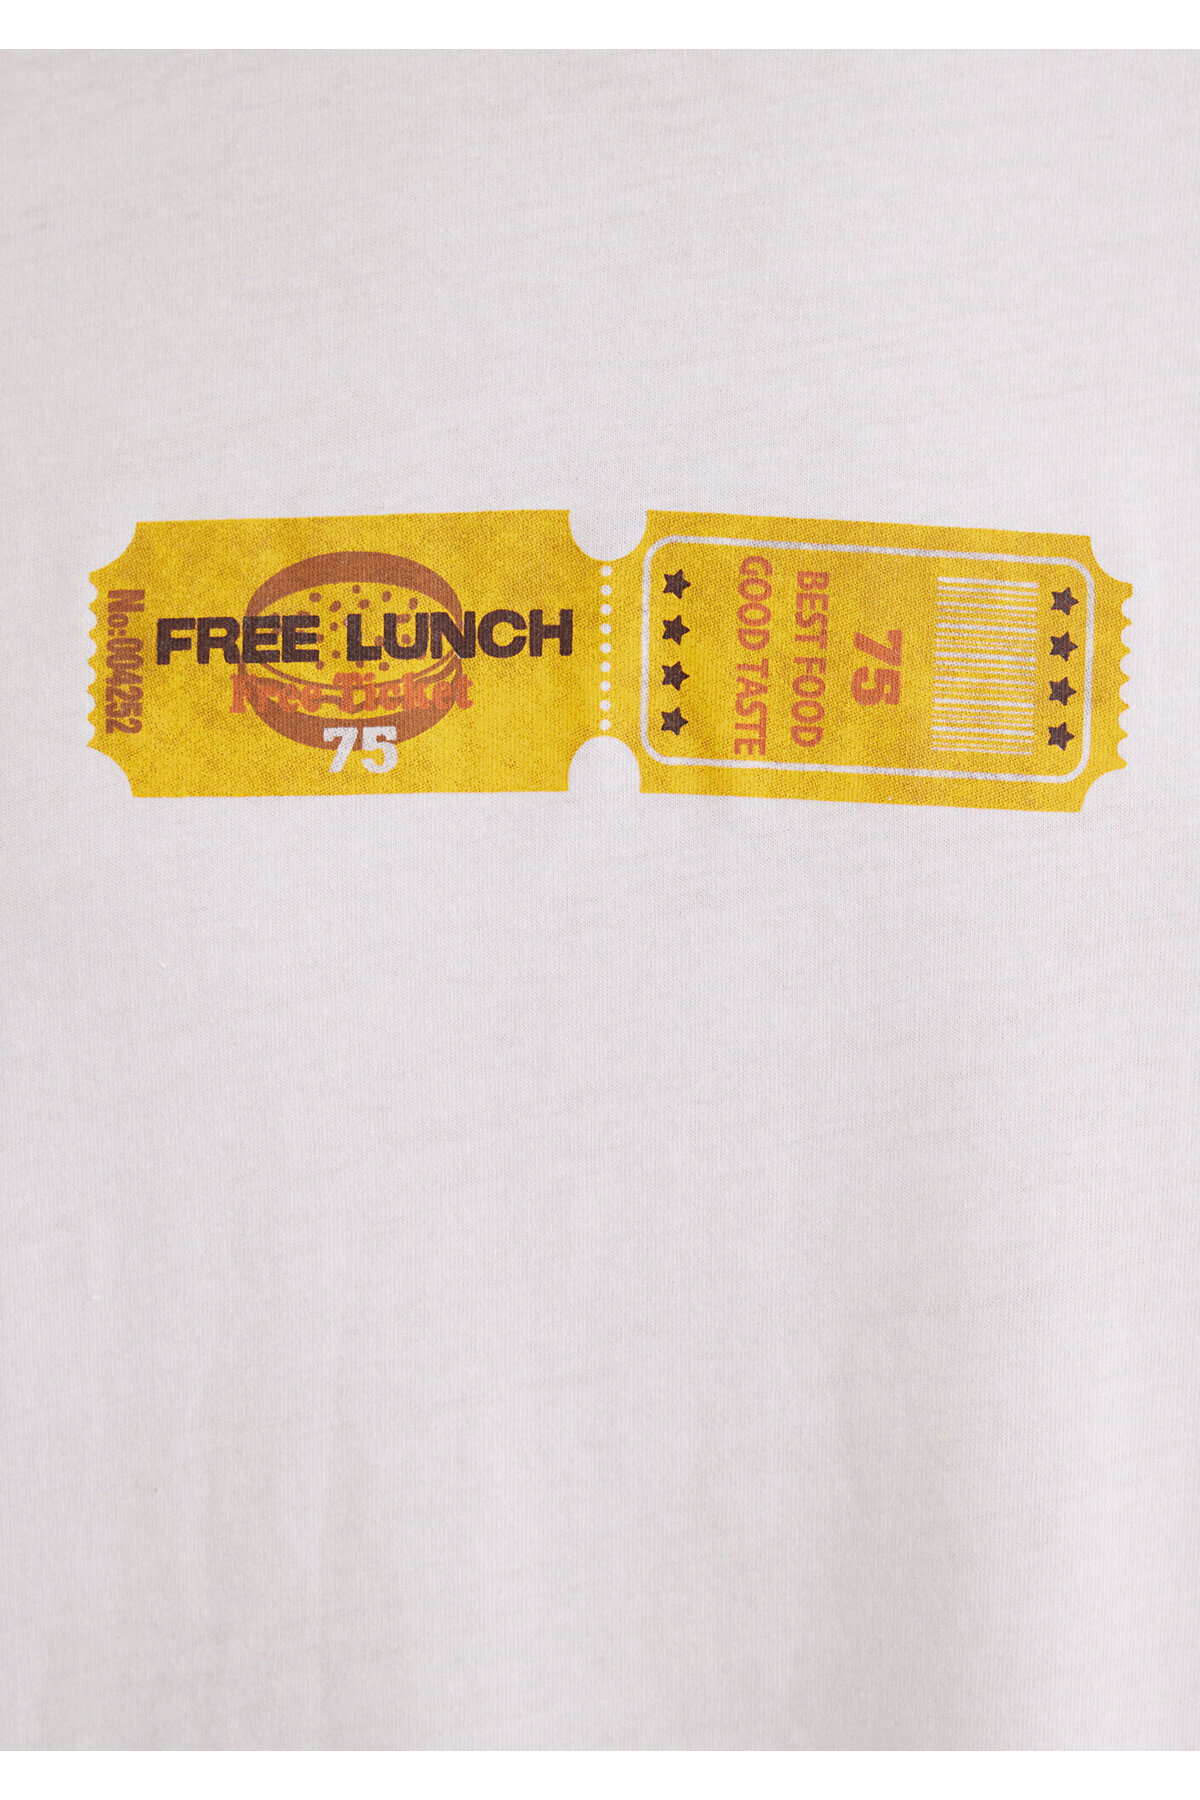 No:004252
FREE LUNCH
Free Ticket
75
75
BEST FOOD
GOOD TASTE